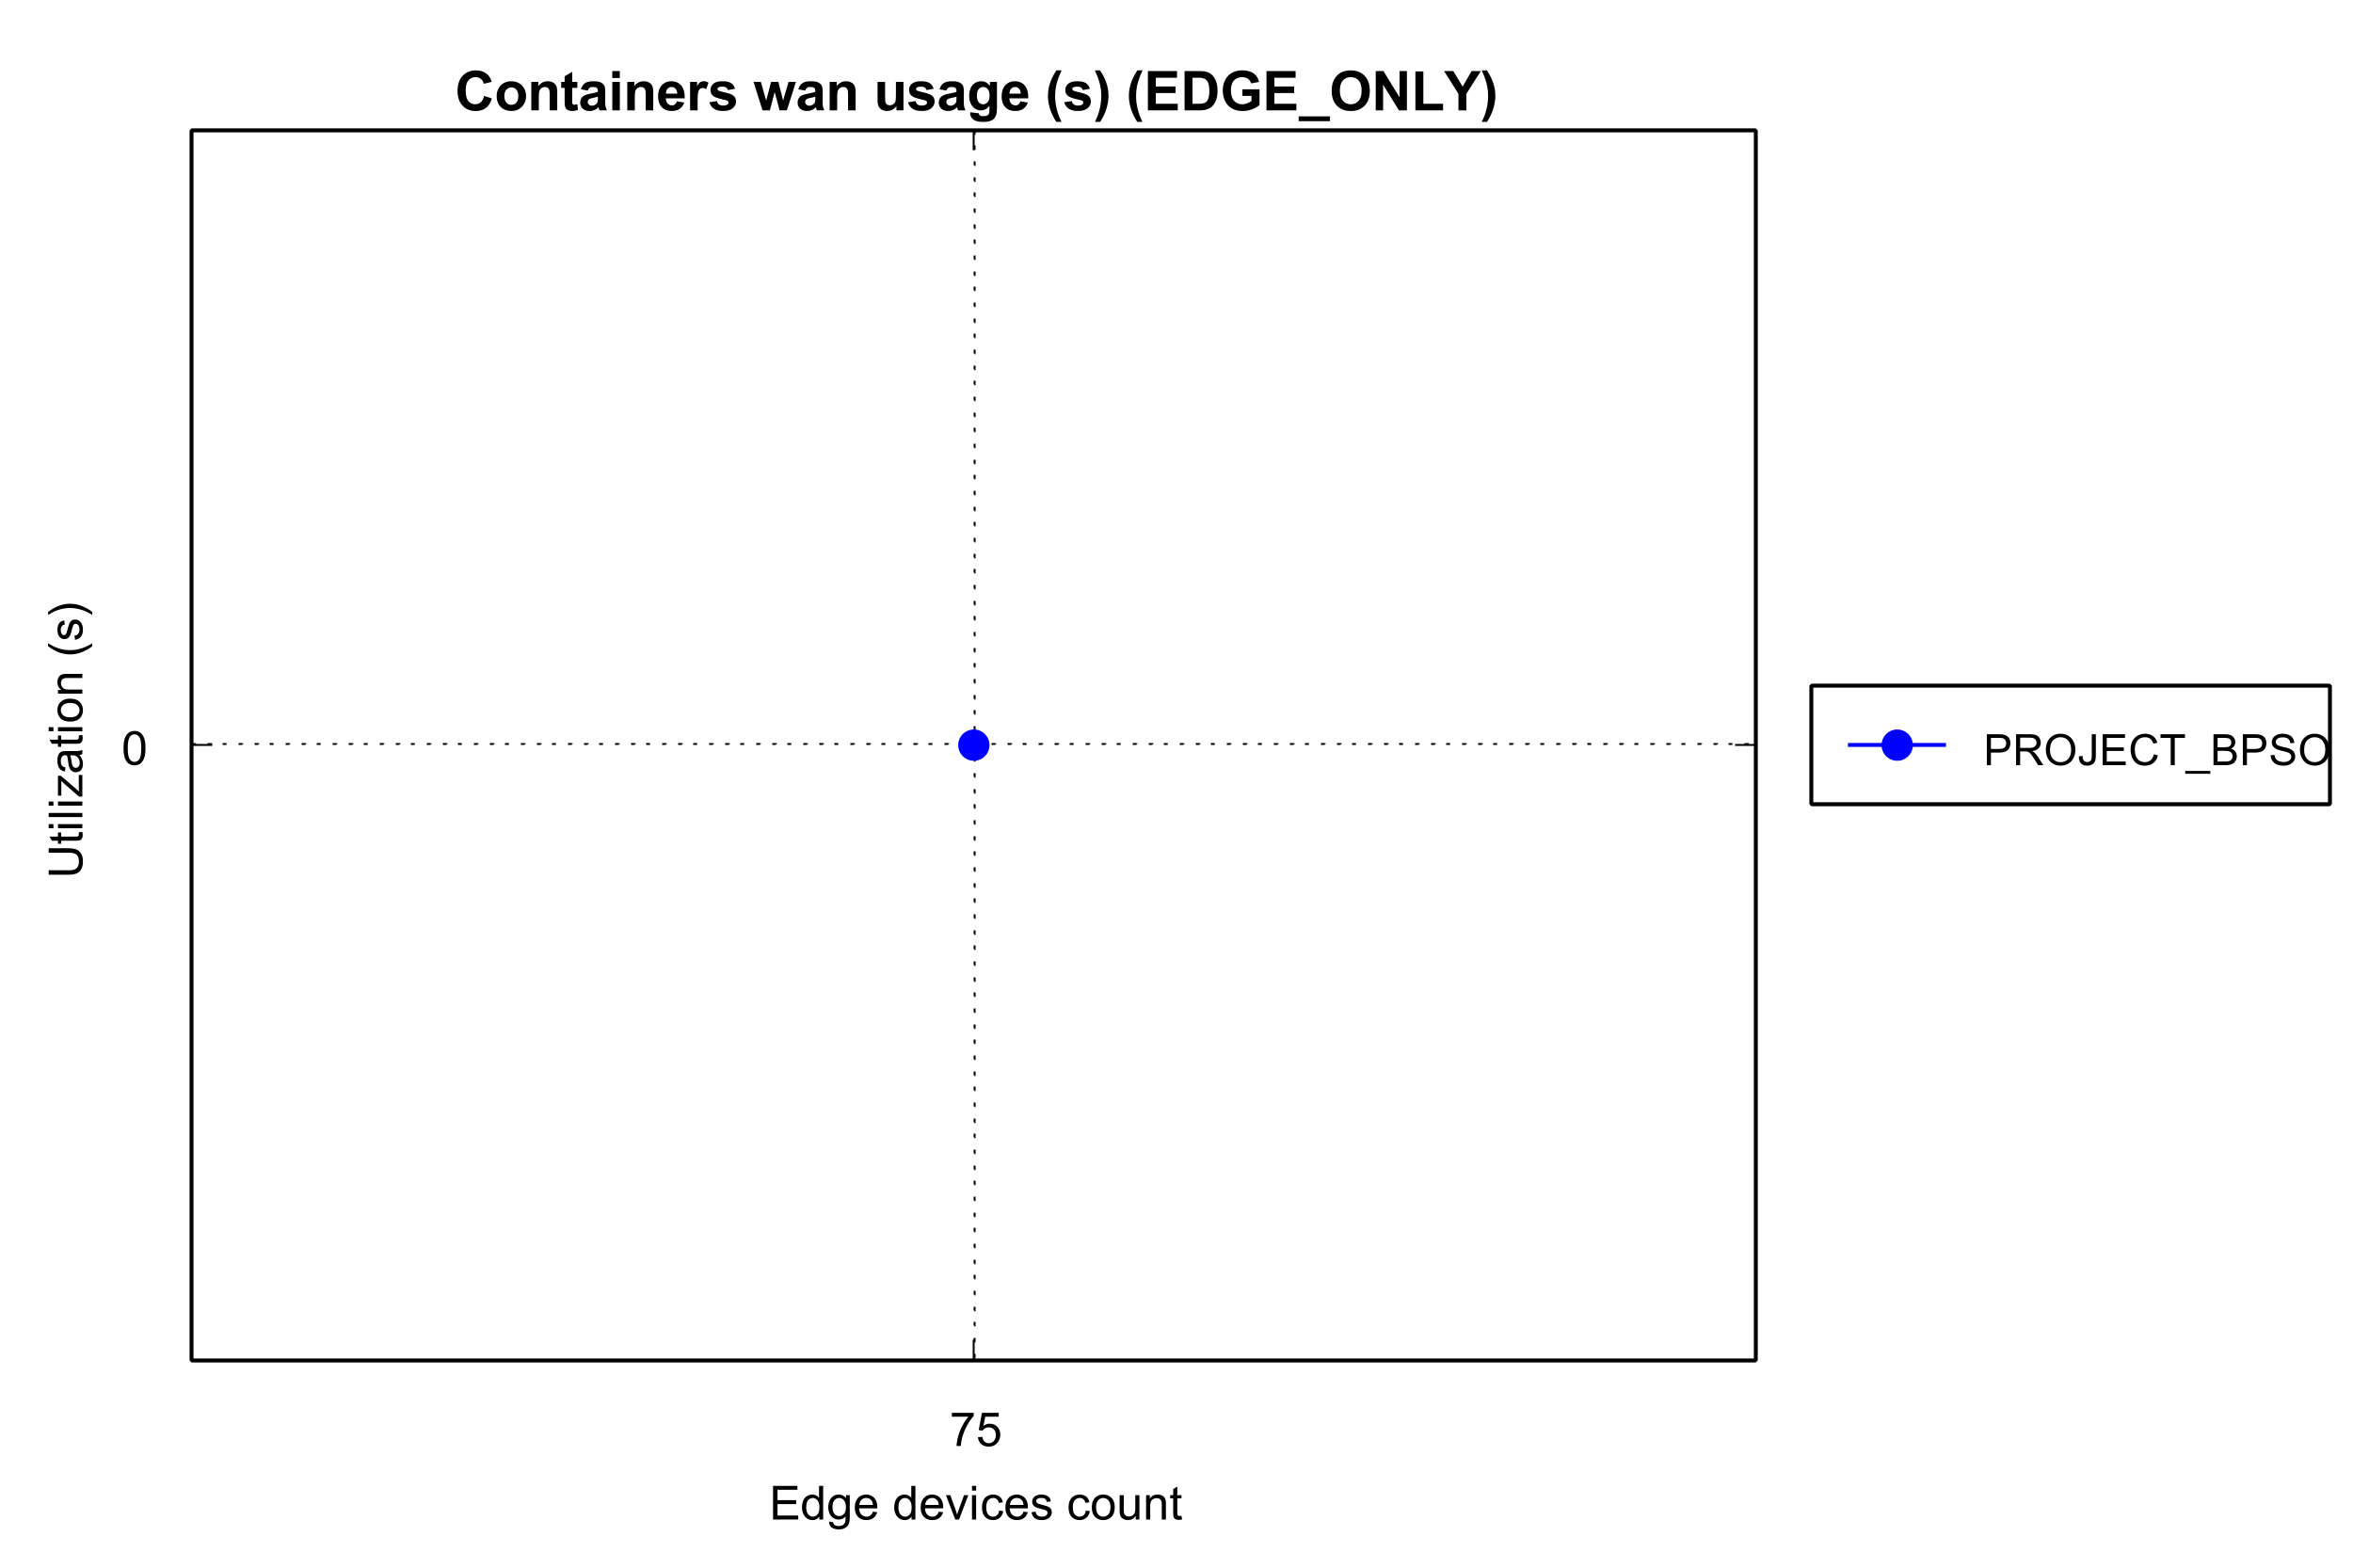 Containers wan usage (s) (EDGE_ONLY)
Utilization (s)
0
PROJECT_BPSO
75
Edge devices count